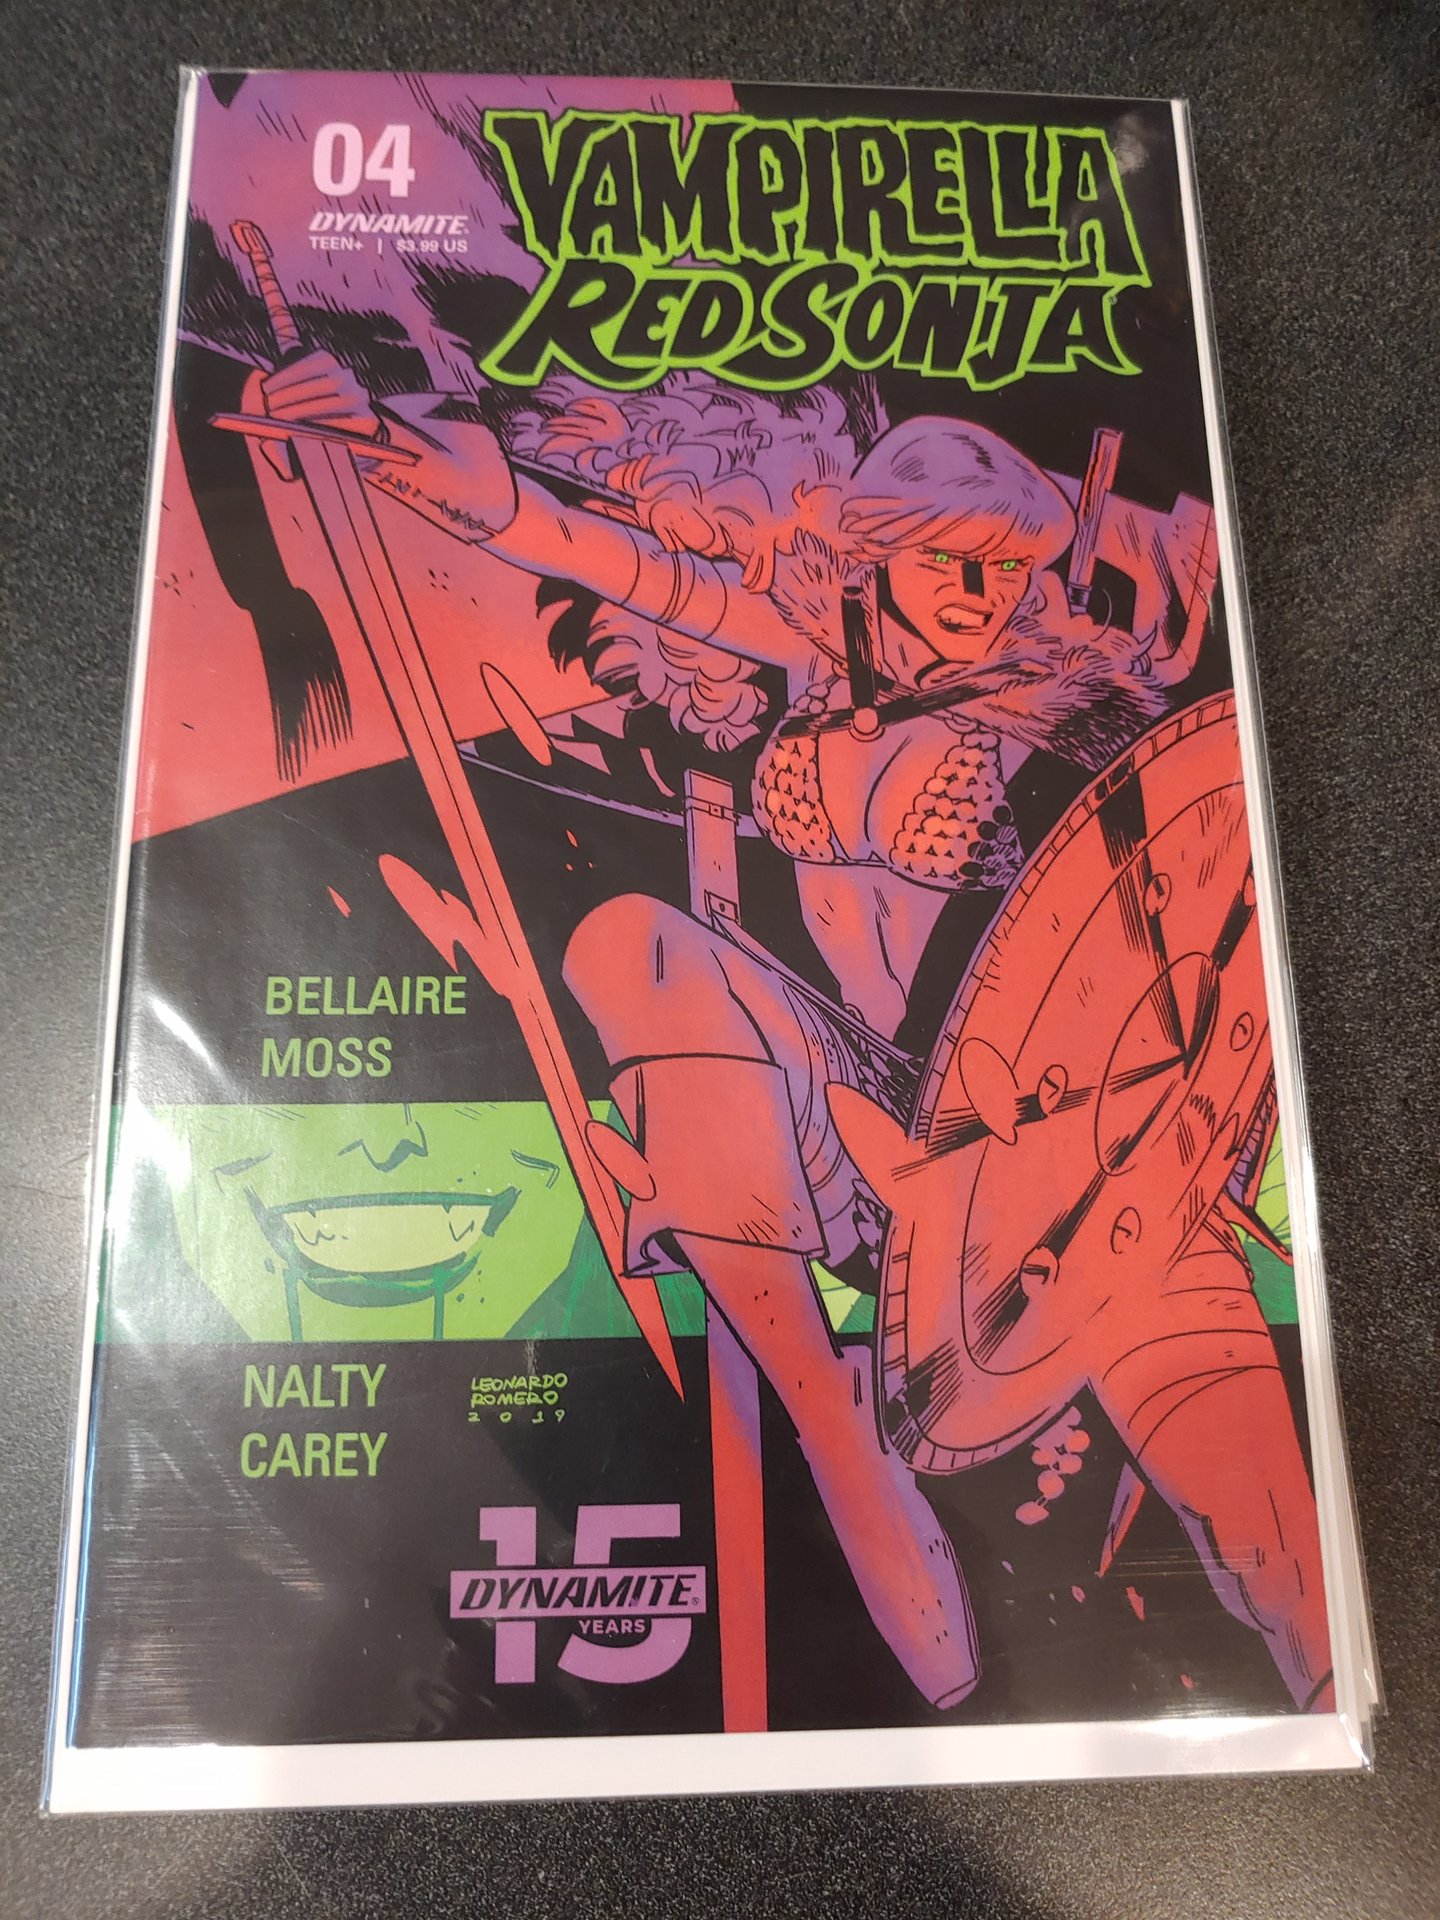 04
DYNAMITE®
TEEN+ | $3.99 US
VAMPIRELLA
RED SONJA
BELLAIRE
MOSS
NALTY
CAREY
LEONARDO
ROMERO
2019
15
DYNAMITE®
YEARS